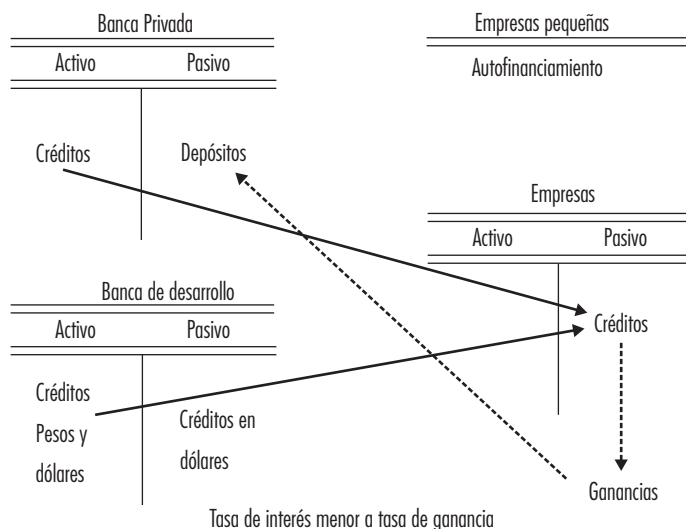 Banca Privada
Activo Pasivo
Créditos Depósitos
Empresas pequeñas
Autofinanciamiento
Empresas
Activo Pasivo
Créditos
Ganancias
Banca de desarrollo
Activo Pasivo
Créditos
Pesos y
dólares
Créditos en
dólares
Tasa de interés menor a tasa de ganancia